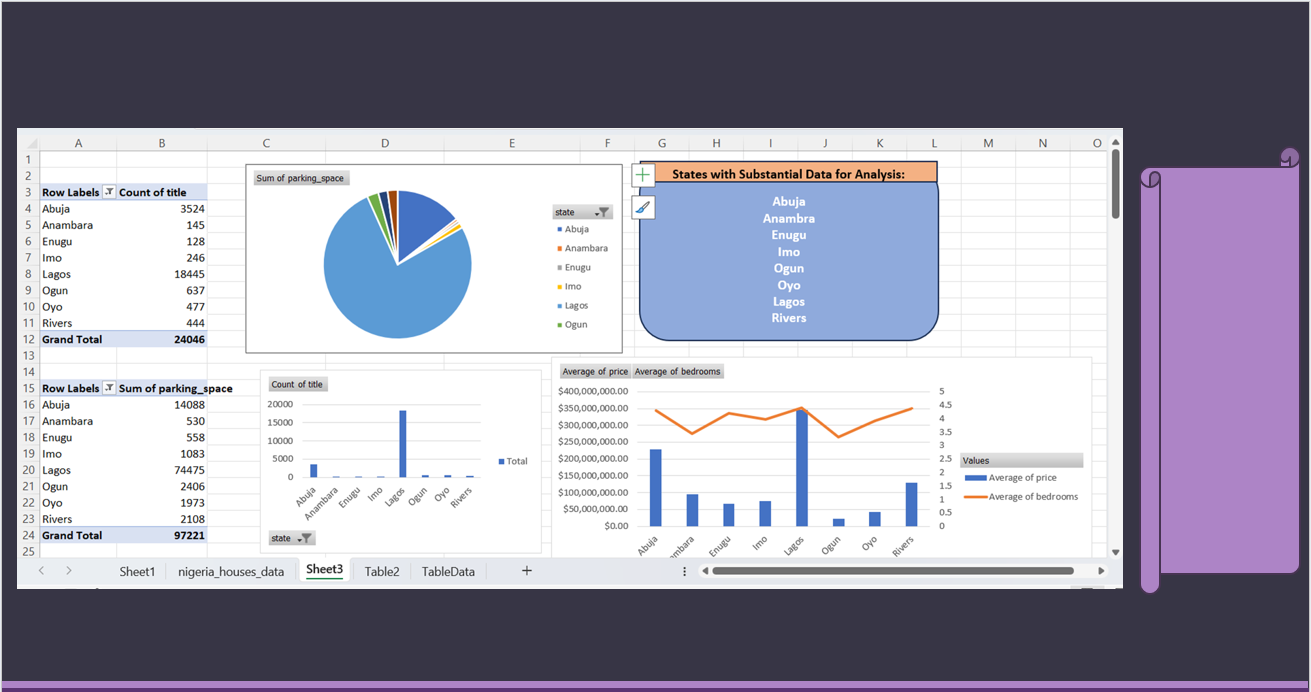 A B C D E F G H I J K L M N O
1
2
3 Row Labels Count of title
4 Abuja 3524
5 Anambara 145
6 Enugu 128
7 Imo 246
8 Lagos 18445
9 Ogun 637
10 Oyo 477
11 Rivers 444
12 Grand Total 24046
13
14
15 Row Labels Sum of parking_space
16 Abuja 14088
17 Anambara 530
18 Enugu 558
19 Imo 1083
20 Lagos 74475
21 Ogun 2406
22 Oyo 1973
23 Rivers 2108
24 Grand Total 97221
25
Sum of parking_space
state
Abuja
Anambara
Enugu
Imo
Lagos
Ogun
States with Substantial Data for Analysis:
Abuja
Anambra
Enugu
Imo
Ogun
Oyo
Lagos
Rivers
Count of title
20000
15000
10000
5000
0
Abuja Anambara Enugu Imo Lagos Ogun Oyo Rivers
Total
state
Average of price Average of bedrooms
$400,000,000.00 5
$350,000,000.00 4.5
$300,000,000.00 4
$250,000,000.00 3.5
$200,000,000.00 3
$150,000,000.00 2.5
$100,000,000.00 2
$50,000,000.00 1.5
$0.00 1
0.5
0
Abuja mbara Enugu Imo Lagos Ogun Oyo Rivers
Values
Average of price
Average of bedrooms
Sheet1 nigeria_houses_data Sheet3 Table2 TableData